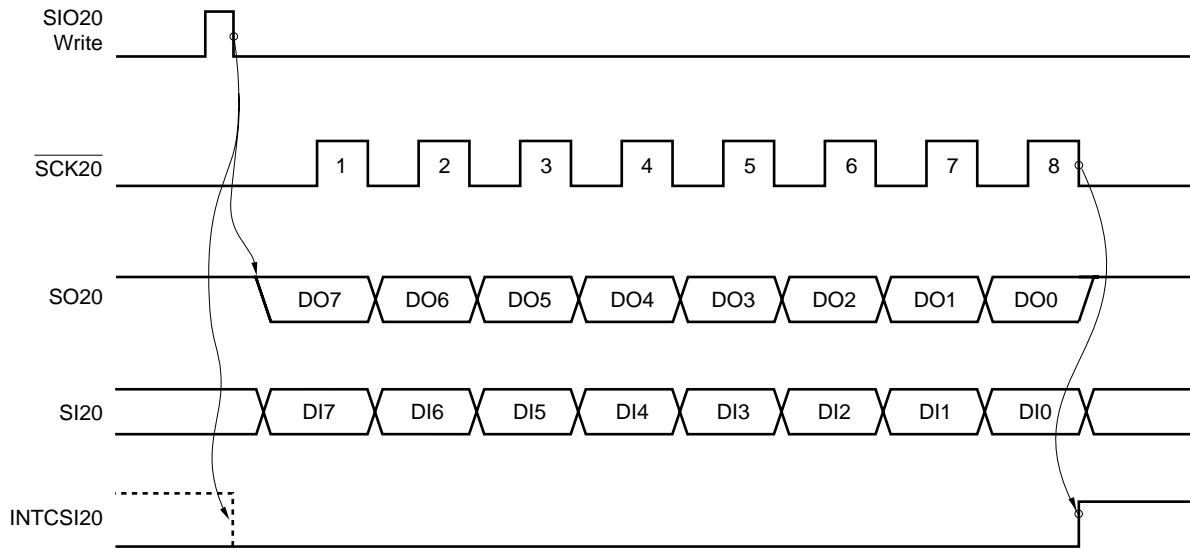 SIO20
Write
SCK20
1 2 3 4 5 6 7 8
SO20
DO7 DO6 DO5 DO4 DO3 DO2 DO1 DO0
SI20
DI7 DI6 DI5 DI4 DI3 DI2 DI1 DI0
INTCSI20